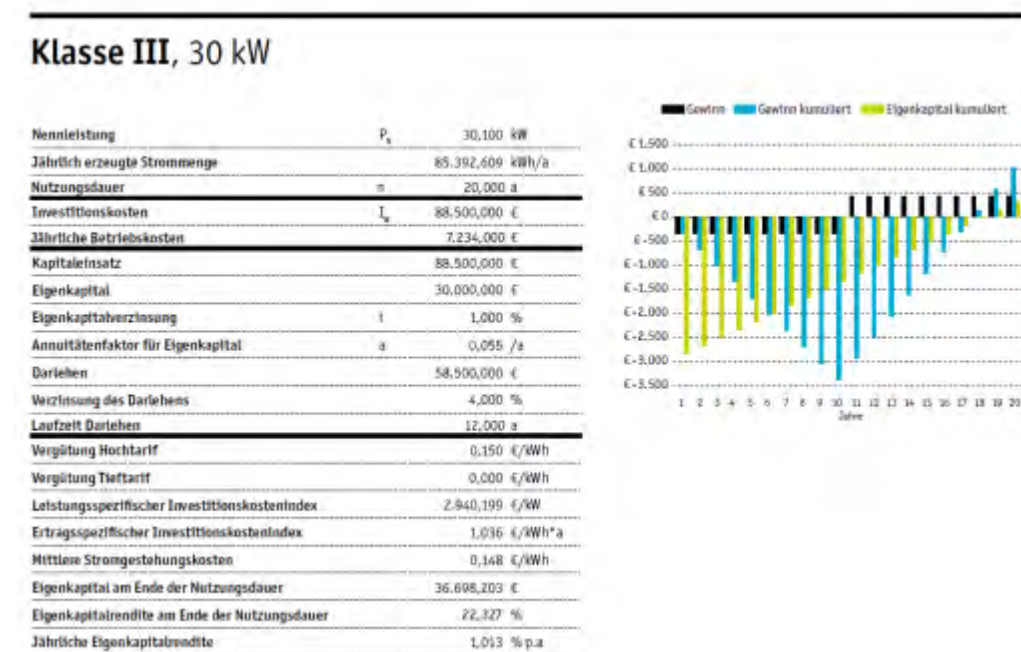 Klasse III, 30 kW
Nennleistung Pn 30,100 kW
Jährlich erzeugte Strommenge 85.392,609 kWh/a
Nutzungsdauer n 20,000 a
Investitionskosten I0 88.500,000 €
Jährliche Betriebskosten 7.234,000 €
Kapitaleinsatz 88.500,000 €
Eigenkapital 30.000,000 €
Eigenkapitalverzinsung i 1,000 %
Annuitätenfaktor für Eigenkapital a 0,055 /a
Darlehen 58.500,000 €
Verzinsung des Darlehens 4,000 %
Laufzeit Darlehen 12,000 a
Vergütung Hochtarif 0,150 €/kWh
Vergütung Tieftarif 0,000 €/kWh
Leistungsspezifischer Investitionskostenindex 2.940,199 €/kW
Ertragsspezifischer Investitionskostenindex 1,036 €/kWh*a
Mittlere Stromgestehungskosten 0,148 €/kWh
Eigenkapital am Ende der Nutzungsdauer 36.698,203 €
Eigenkapitalrendite am Ende der Nutzungsdauer 22,327 %
Jährliche Eigenkapitalrendite 1,013 % p.a
Gewinn Gewinn kumuliert Eigenkapital kumuliert
€ 1.500
€ 1.000
€ 500
€ 0
€ -500
€ -1.000
€ -1.500
€ -2.000
€ -2.500
€ -3.000
€ -3.500
1 2 3 4 5 6 7 8 9 10 11 12 13 14 15 16 17 18 19 20
Jahre